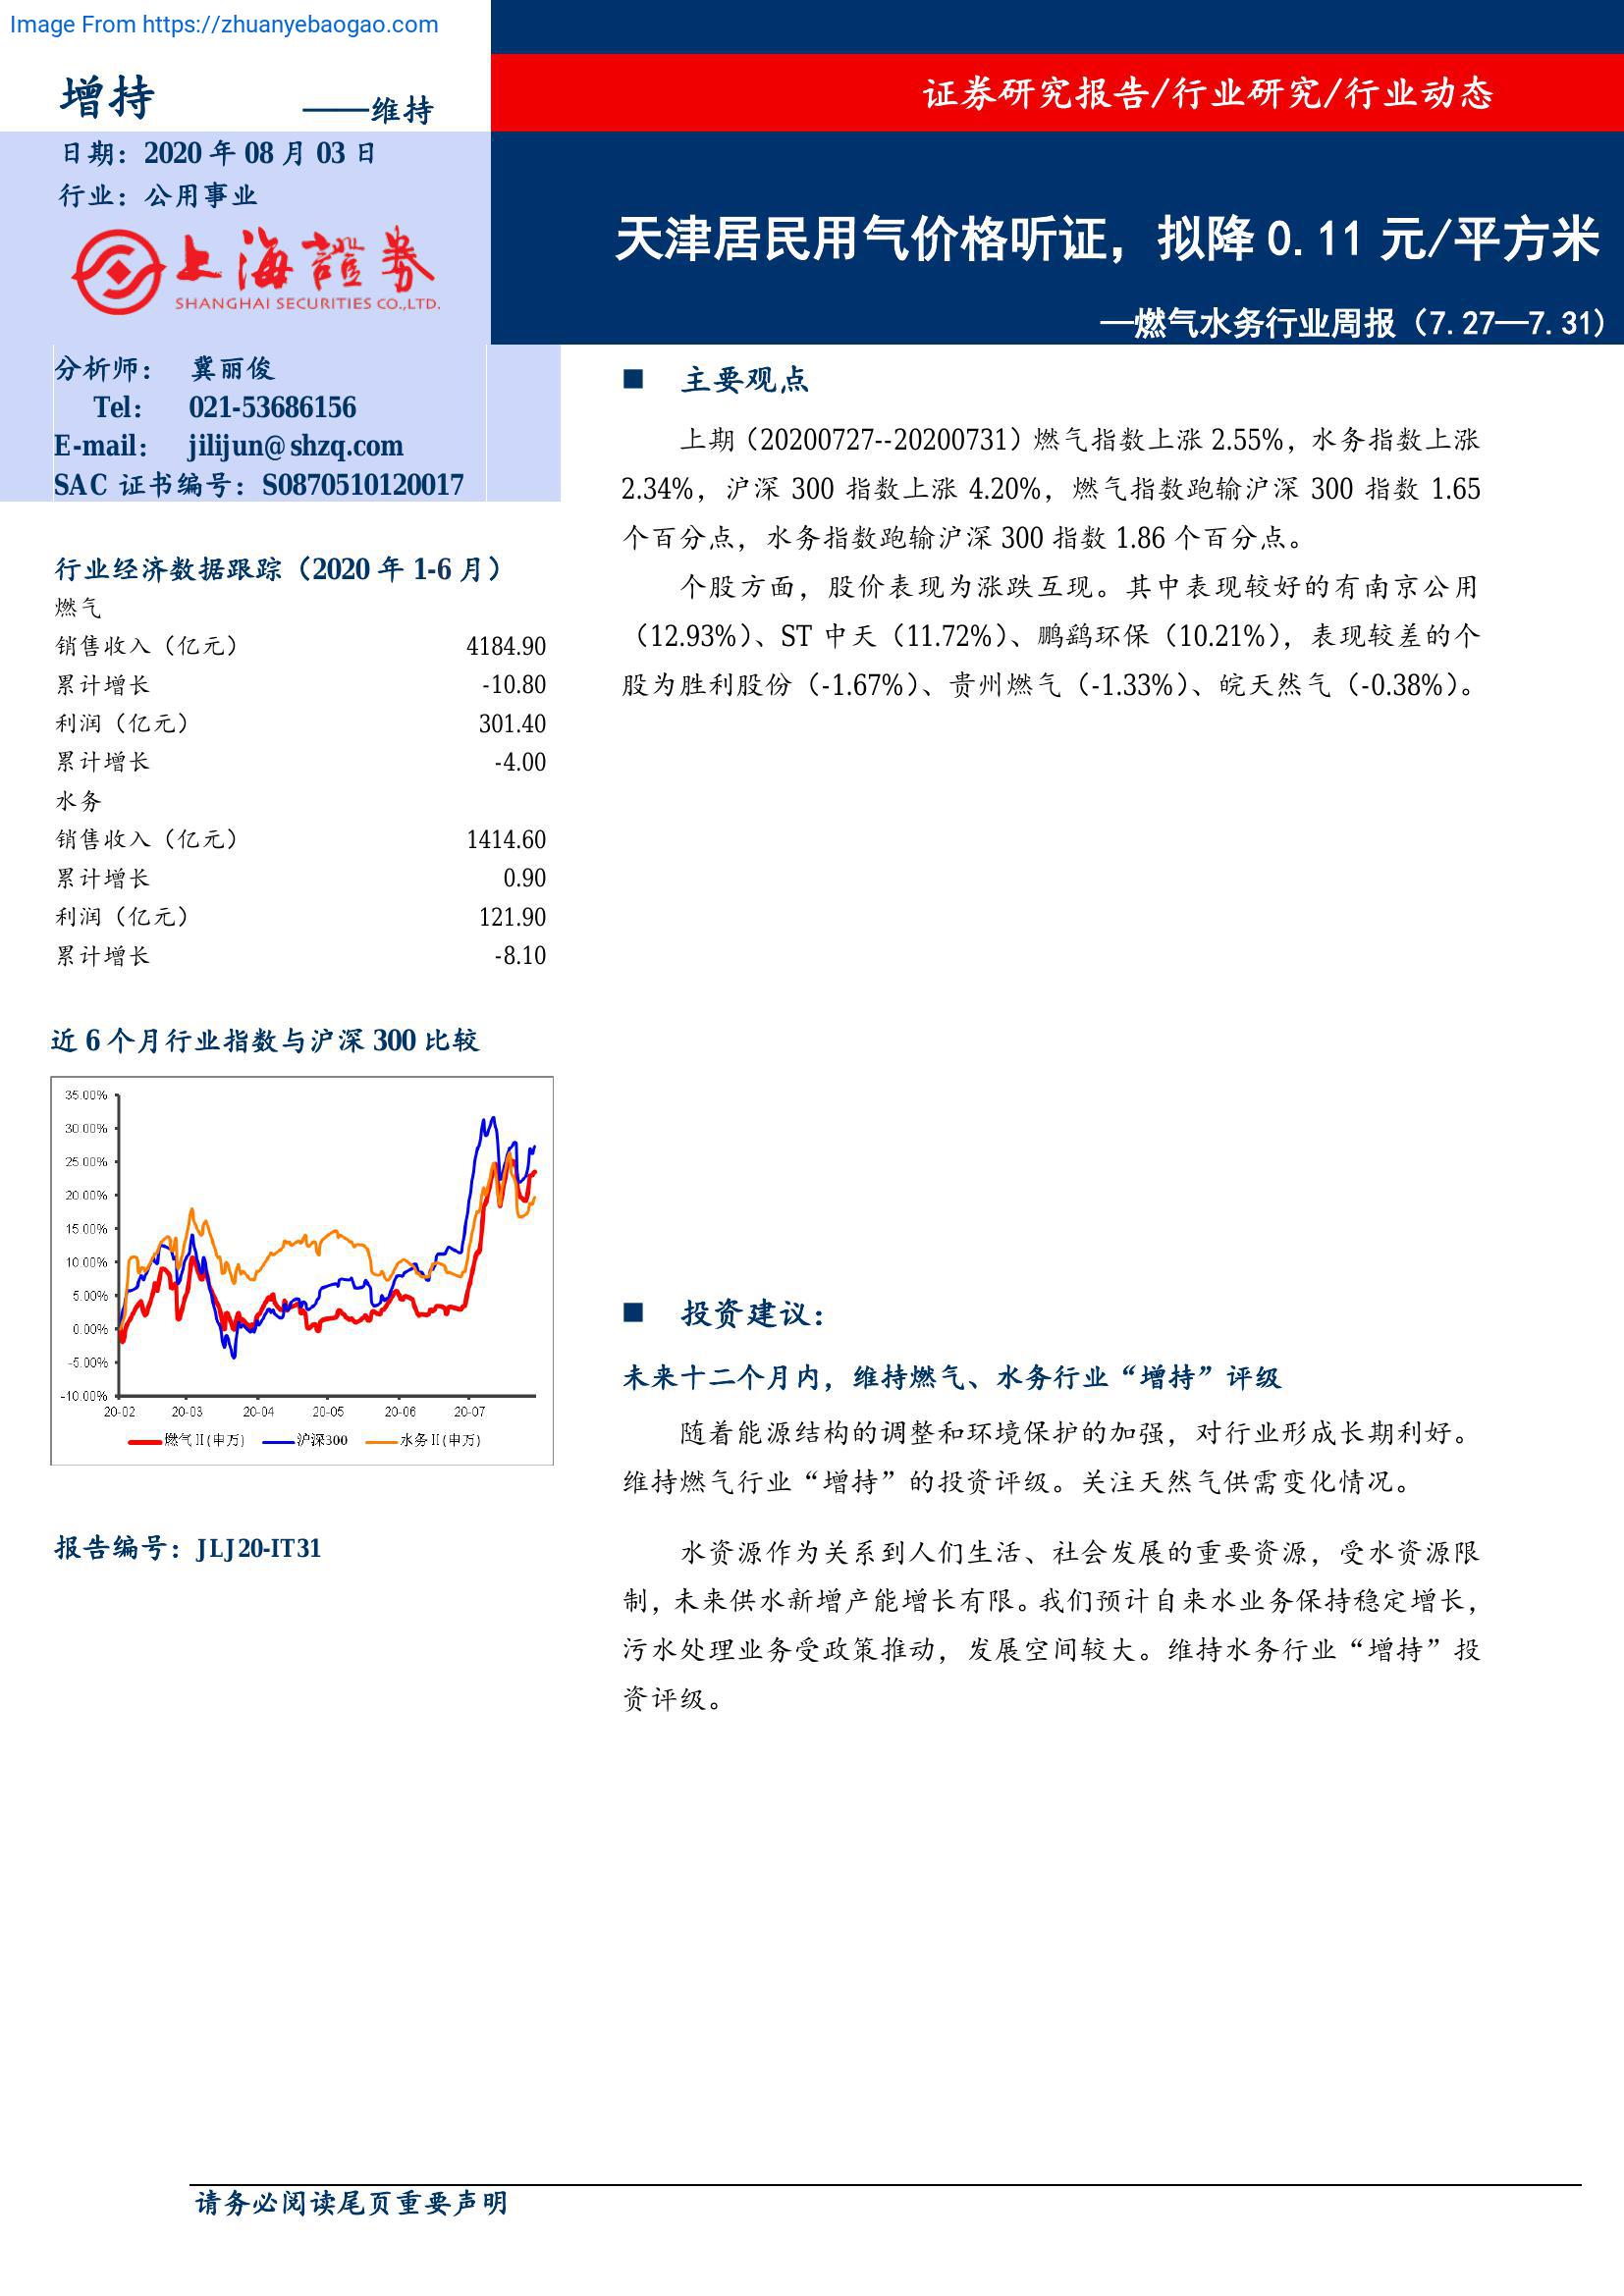 Image From https://zhuanyebaogao.com
增持 ——维持
证券研究报告/行业研究/行业动态
日期：2020 年 08 月 03 日
行业：公用事业
上海證券
SHANGHAI SECURITIES CO.,LTD.
天津居民用气价格听证，拟降 0.11 元/平方米
—燃气水务行业周报（7.27—7.31）
分析师： 冀丽俊
Tel： 021-53686156
E-mail： jilijun@shzq.com
SAC 证书编号：S0870510120017
行业经济数据跟踪（2020 年 1-6 月）
燃气
销售收入（亿元） 4184.90
累计增长 -10.80
利润（亿元） 301.40
累计增长 -4.00
水务
销售收入（亿元） 1414.60
累计增长 0.90
利润（亿元） 121.90
累计增长 -8.10
近 6 个月行业指数与沪深 300 比较
35.00%
30.00%
25.00%
20.00%
15.00%
10.00%
5.00%
0.00%
-5.00%
-10.00%
20-02 20-03 20-04 20-05 20-06 20-07
燃气Ⅱ(申万) 沪深300 水务Ⅱ(申万)
报告编号：JLJ20-IT31
■ 主要观点
上期（20200727--20200731）燃气指数上涨 2.55%，水务指数上涨
2.34%，沪深 300 指数上涨 4.20%，燃气指数跑输沪深 300 指数 1.65
个百分点，水务指数跑输沪深 300 指数 1.86 个百分点。
个股方面，股价表现为涨跌互现。其中表现较好的有南京公用
（12.93%）、ST 中天（11.72%）、鹏鹞环保（10.21%），表现较差的个
股为胜利股份（-1.67%）、贵州燃气（-1.33%）、皖天然气（-0.38%）。
■ 投资建议：
未来十二个月内，维持燃气、水务行业“增持”评级
随着能源结构的调整和环境保护的加强，对行业形成长期利好。
维持燃气行业“增持”的投资评级。关注天然气供需变化情况。
水资源作为关系到人们生活、社会发展的重要资源，受水资源限
制，未来供水新增产能增长有限。我们预计自来水业务保持稳定增长，
污水处理业务受政策推动，发展空间较大。维持水务行业“增持”投
资评级。
请务必阅读尾页重要声明